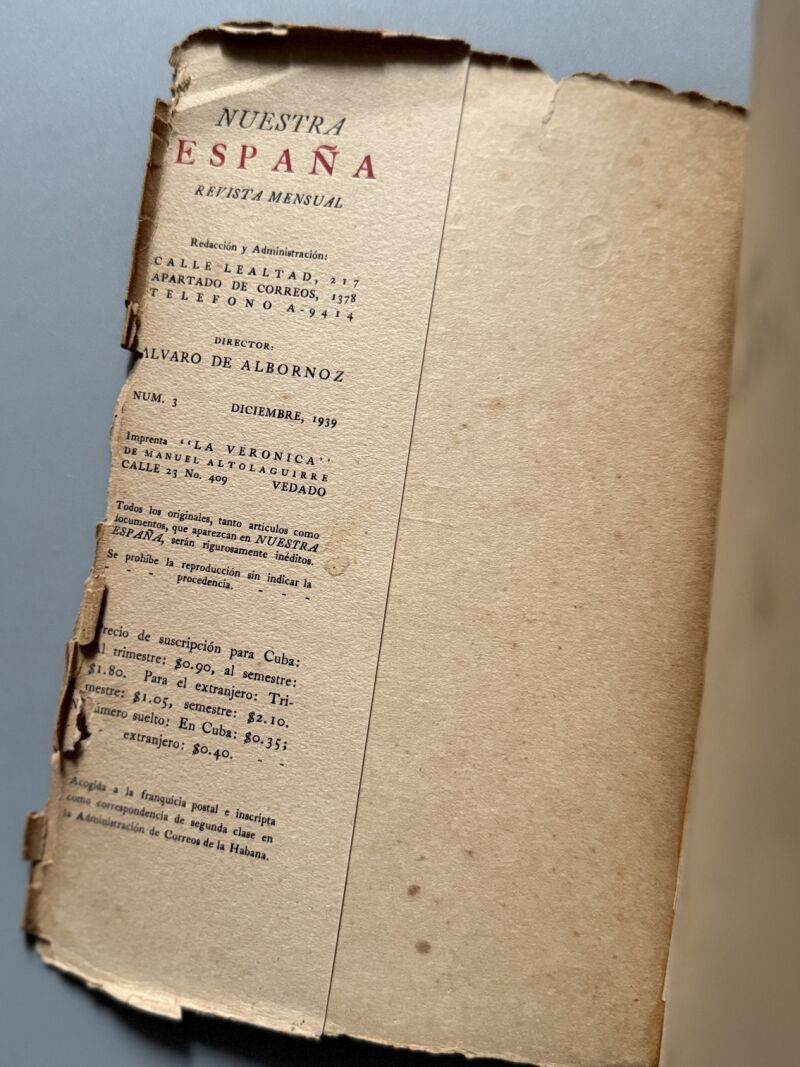 NUESTRA
ESPAÑA
REVISTA MENSUAL
Redacción y Administración:
CALLE LEALTAD, 217
APARTADO DE CORREOS, 1378
TELEFONO A-9414
DIRECTOR:
ALVARO DE ALBORNOZ
NUM. 3 DICIEMBRE, 1939
Imprenta "LA VERONICA"
DE MANUEL ALTOLAGUIRRE
CALLE 23 No. 409 VEDADO
Todos los originales, tanto artículos como
documentos, que aparezcan en NUESTRA
ESPAÑA, serán rigurosamente inéditos.
Se prohibe la reproducción sin indicar la
- - - procedencia. - - -
recio de suscripción para Cuba:
Al trimestre: $0.90, al semestre:
$1.80. Para el extranjero: Tri-
mestre: $1.05, semestre: $2.10.
úmero suelto: En Cuba: $0.35;
extranjero: $0.40. - -
Acogida a la franquicia postal e inscripta
como correspondencia de segunda clase en
la Administración de Correos de la Habana.